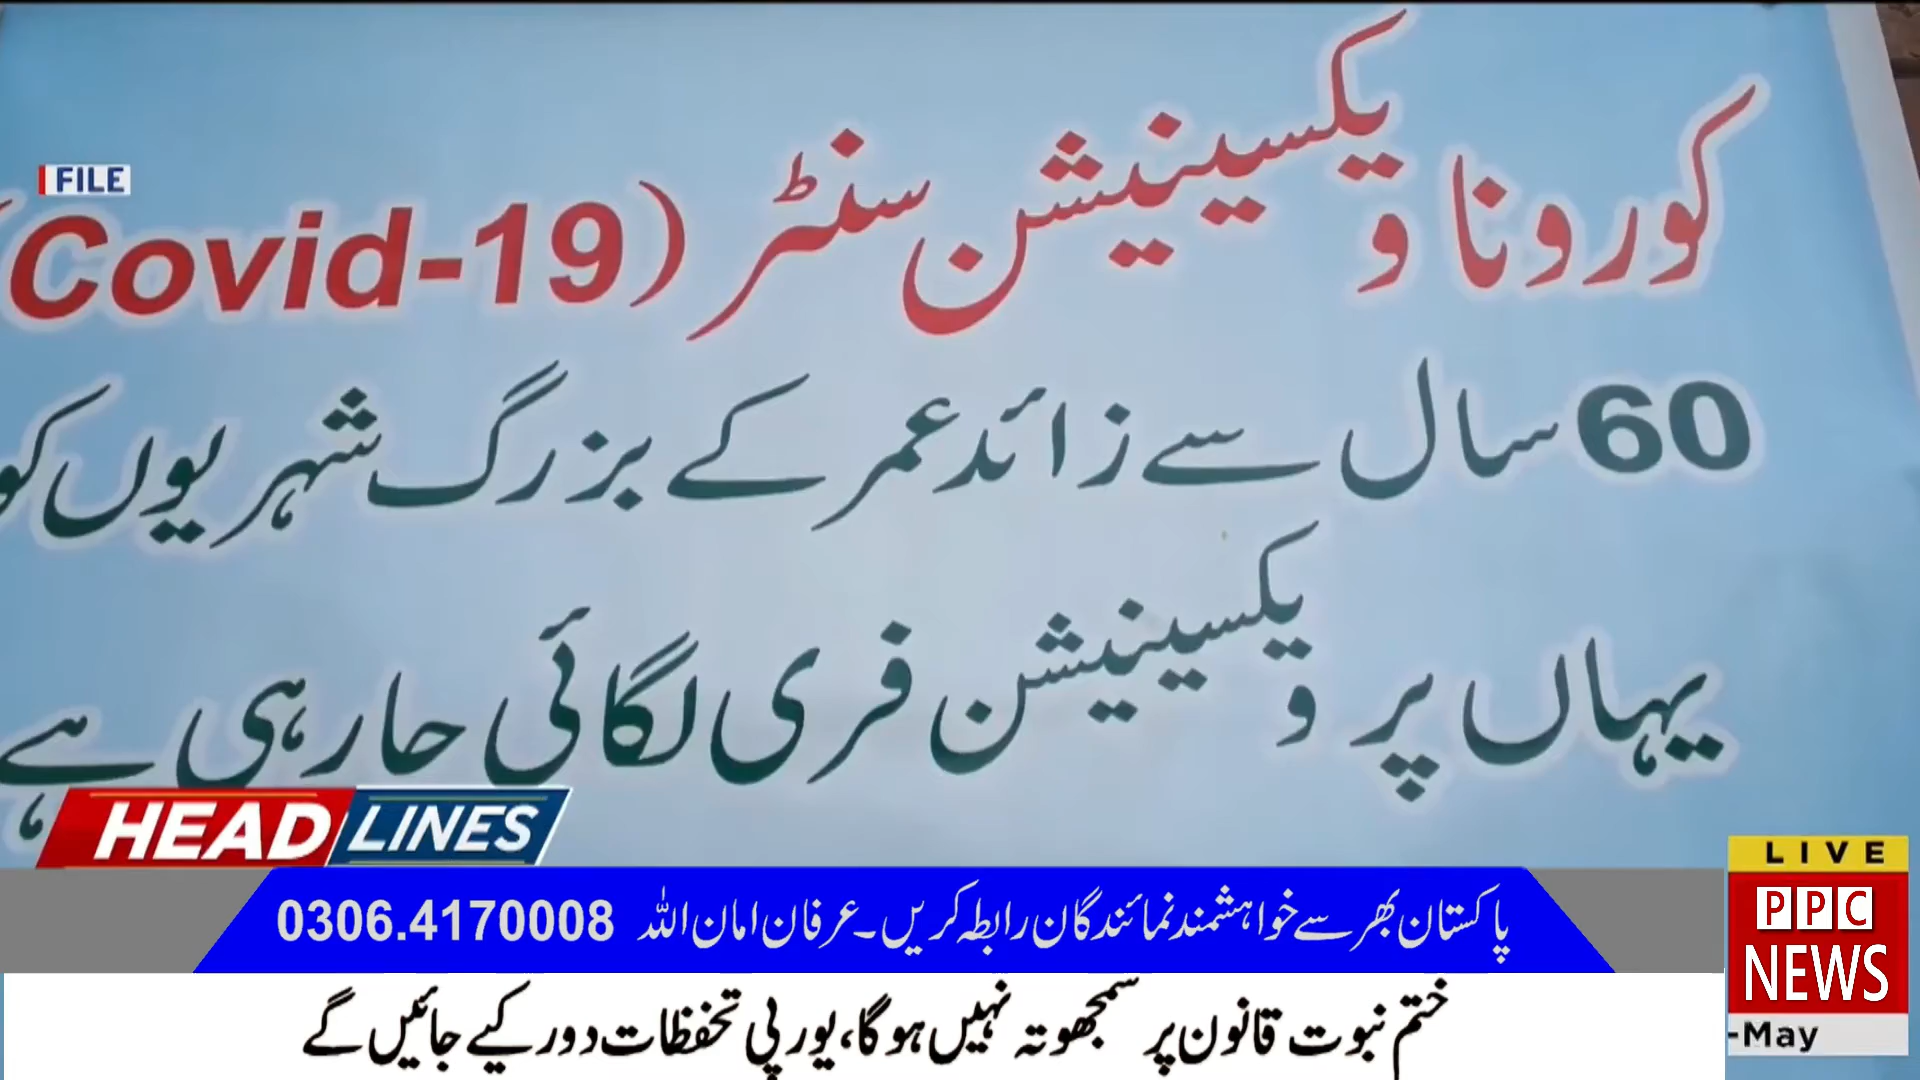 FILE
کورونا ویکسینیشن سنٹر (Covid-19)
60 سال سے زائد عمر کے بزرگ شہریوں کو
یہاں پر ویکسینیشن فری لگائی جا رہی ہے
HEADLINES
پاکستان بھر سے خواہشمند نمائندگان رابطہ کریں۔ عرفان امان اللہ 0306.4170008
ختم نبوت قانون پر سمجھوتہ نہیں ہوگا، یورپی تحفظات دور کیے جائیں گے
LIVE
PPC
NEWS
-May